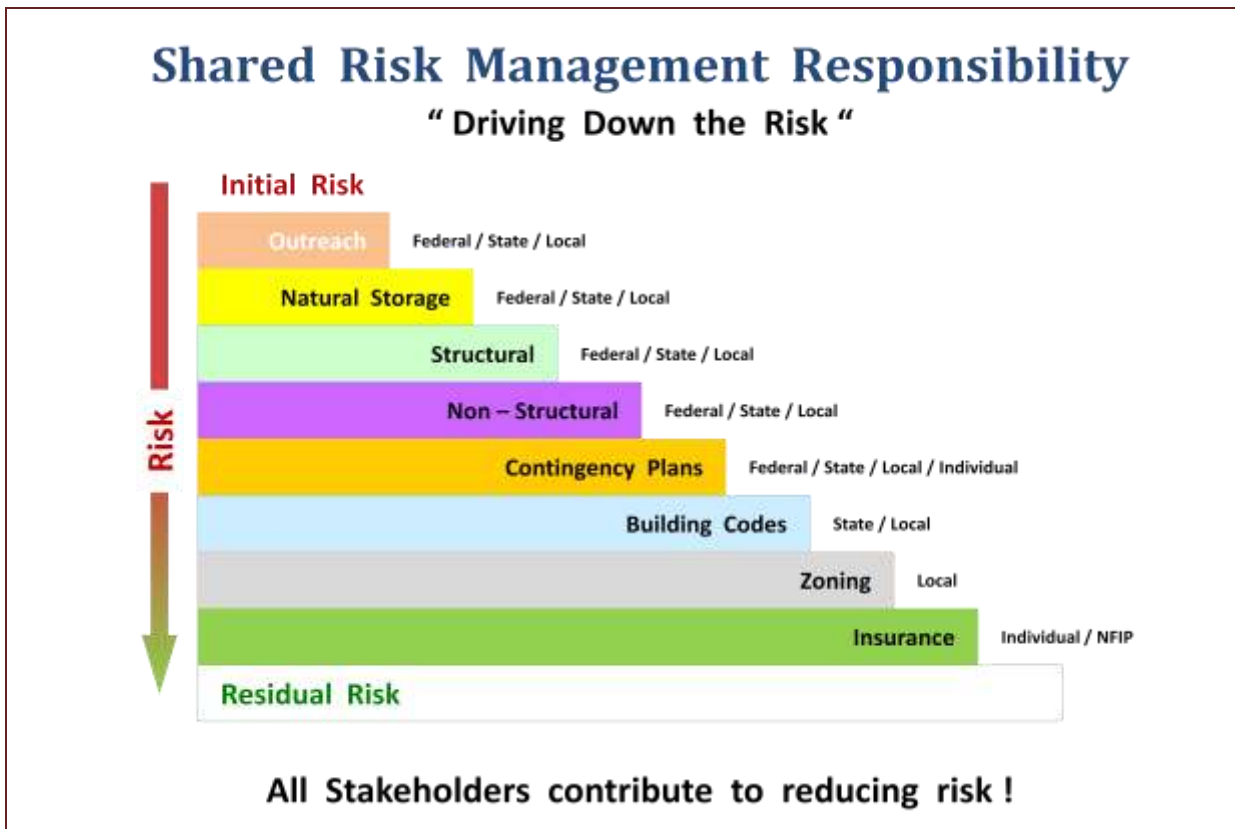 Shared Risk Management Responsibility
“ Driving Down the Risk “
Initial Risk
Outreach Federal / State / Local
Natural Storage Federal / State / Local
Structural Federal / State / Local
Non – Structural Federal / State / Local
Contingency Plans Federal / State / Local / Individual
Building Codes State / Local
Zoning Local
Insurance Individual / NFIP
Residual Risk
Risk
All Stakeholders contribute to reducing risk !